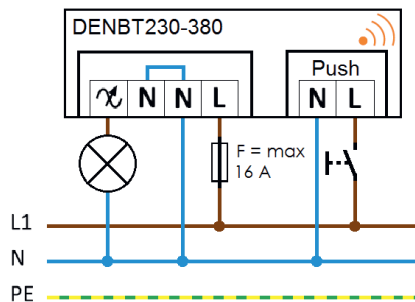 DENBT230-380
Push
N N L
N L
F = max
16 A
L1
N
PE